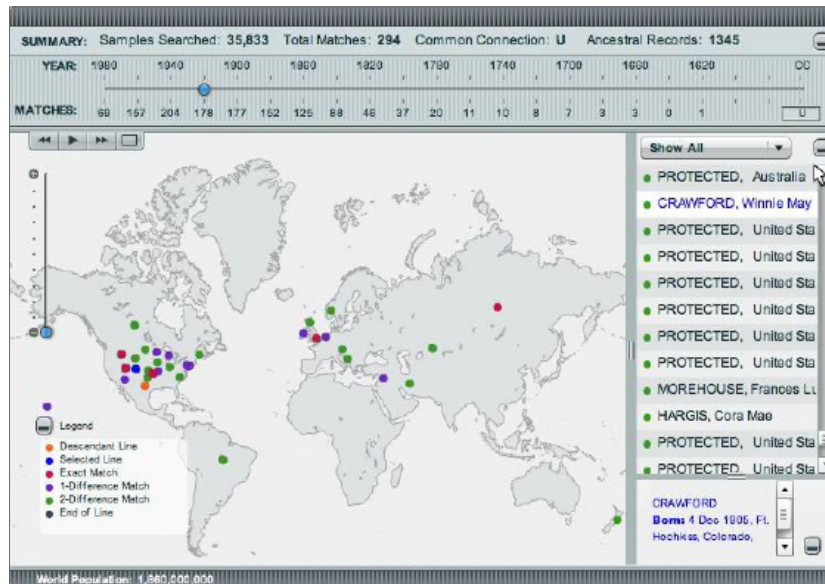 SUMMARY: Samples Searched: 35,833 Total Matches: 294 Common Connection: U Ancestral Records: 1345
YEAR: 1980 1940 1900 1860 1820 1780 1740 1700 1660 1620 CC
MATCHES: 69 157 204 178 177 152 125 88 46 37 20 11 10 8 7 3 3 0 1 U
Show All
PROTECTED, Australia
CRAWFORD, Winnie May
PROTECTED, United Sta
PROTECTED, United Sta
PROTECTED, United Sta
PROTECTED, United Sta
PROTECTED, United Sta
PROTECTED, United Sta
MOREHOUSE, Frances Lu
HARGIS, Cora Mae
PROTECTED, United Sta
PROTECTED, United Sta
Legend
Descendant Line
Selected Line
Exact Match
1-Difference Match
2-Difference Match
End of Line
CRAWFORD
Born: 4 Dec 1905, Ft.
Hochkiss, Colorado,
World Population: 1,860,000,000